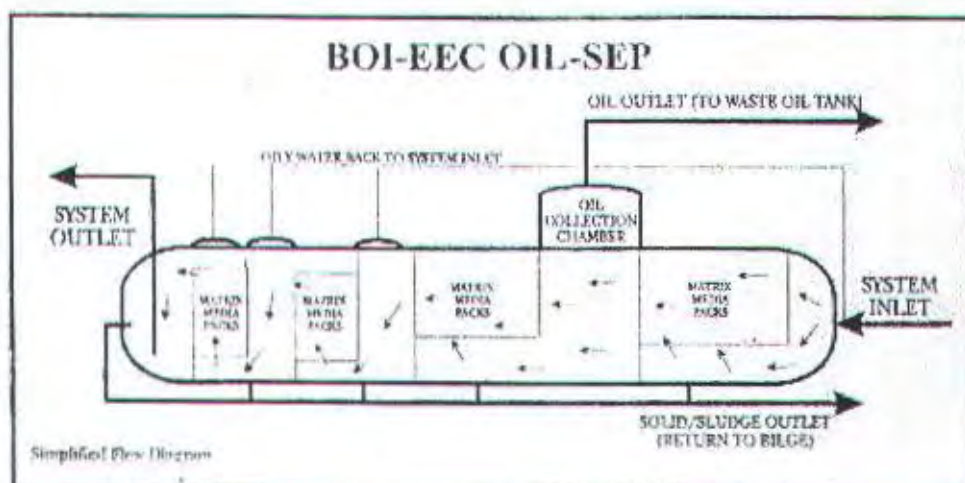 BOI-EEC OIL-SEP
OIL OUTLET (TO WASTE OIL TANK)
OILY WATER BACK TO SYSTEM INLET
SYSTEM
OUTLET
OIL
COLLECTION
CHAMBER
MATRIX
MEDIA
PACKS
MATRIX
MEDIA
PACKS
MATRIX
MEDIA
PACKS
MATRIX
MEDIA
PACKS
SYSTEM
INLET
SOLID/SLUDGE OUTLET
(RETURN TO BILGE)
Simplified Flow Diagram